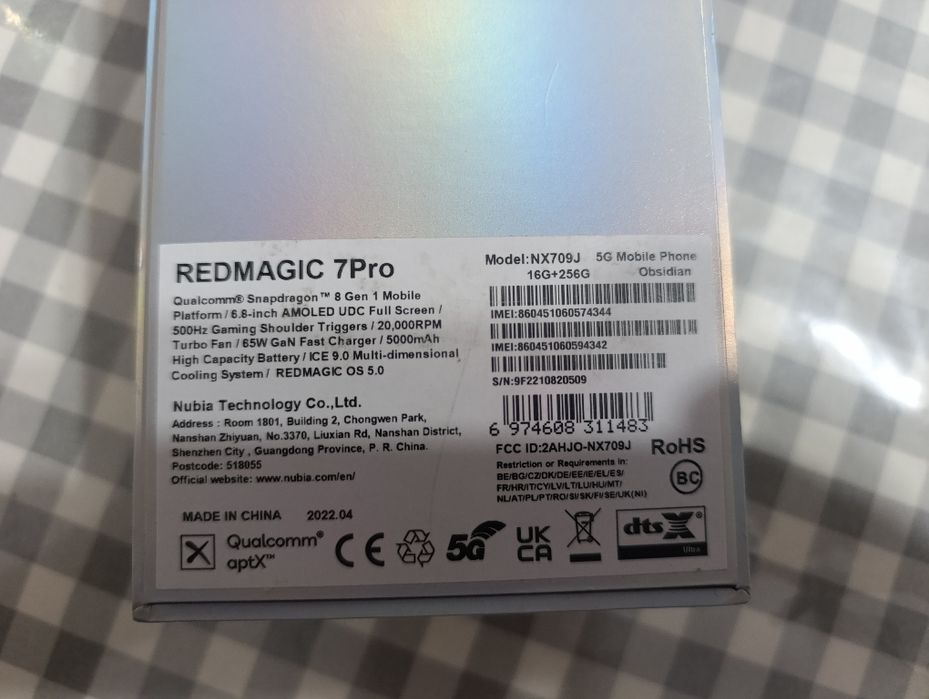 REDMAGIC 7Pro
Qualcomm® Snapdragon™ 8 Gen 1 Mobile
Platform / 6.8-inch AMOLED UDC Full Screen /
500Hz Gaming Shoulder Triggers / 20,000RPM
Turbo Fan / 65W GaN Fast Charger / 5000mAh
High Capacity Battery / ICE 9.0 Multi-dimensional
Cooling System / REDMAGIC OS 5.0
Nubia Technology Co.,Ltd.
Address : Room 1801, Building 2, Chongwen Park,
Nanshan Zhiyuan, No.3370, Liuxian Rd, Nanshan District,
Shenzhen City , Guangdong Province, P. R. China.
Postcode: 518055
Official website: www.nubia.com/en/
MADE IN CHINA 2022.04
Model:NX709J 5G Mobile Phone
16G+256G Obsidian
IMEI:860451060574344
IMEI:860451060594342
S/N:9F2210820509
6 974608 311483
FCC ID:2AHJO-NX709J RoHS
Restriction or Requirements in:
BE/BG/CZ/DK/DE/EE/IE/EL/ES/
FR/HR/IT/CY/LV/LT/LU/HU/MT/
NL/AT/PL/PT/RO/SI/SK/FI/SE/UK(NI)
BC
Qualcomm®
aptX™
CE
5G
UK
CA
dtsX®
Ultra